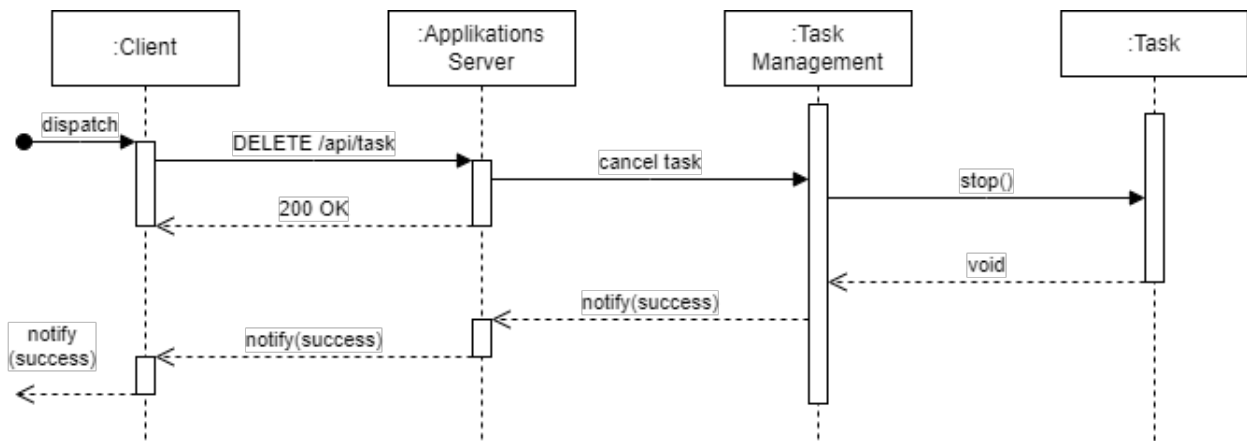 :Client
:Applikations
Server
:Task
Management
:Task
dispatch
DELETE /api/task
cancel task
stop()
200 OK
void
notify(success)
notify(success)
notify
(success)